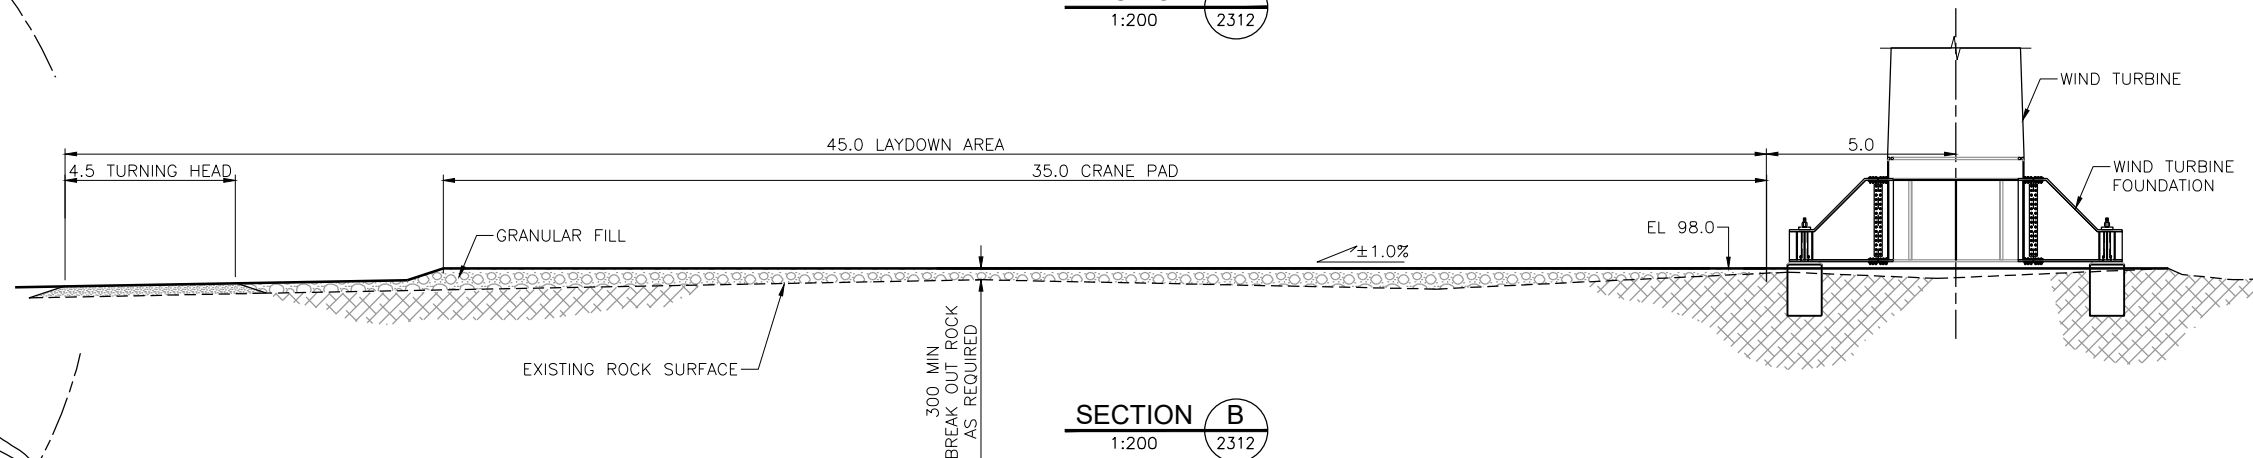 1:200
2312
WIND TURBINE
45.0 LAYDOWN AREA
5.0
4.5 TURNING HEAD
35.0 CRANE PAD
WIND TURBINE
FOUNDATION
GRANULAR FILL
EL 98.0
±1.0%
EXISTING ROCK SURFACE
300 MIN
BREAK OUT ROCK
AS REQUIRED
SECTION B
1:200
2312